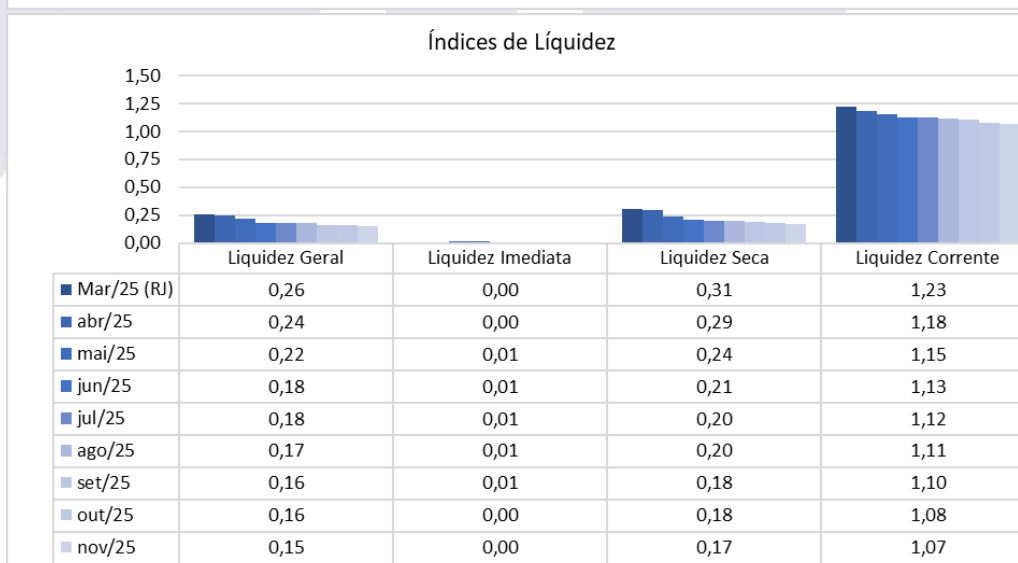 Índices de Líquidez
1,50
1,25
1,00
0,75
0,50
0,25
0,00
Liquidez Geral Liquidez Imediata Liquidez Seca Liquidez Corrente
Mar/25 (RJ) 0,26 0,00 0,31 1,23
abr/25 0,24 0,00 0,29 1,18
mai/25 0,22 0,01 0,24 1,15
jun/25 0,18 0,01 0,21 1,13
jul/25 0,18 0,01 0,20 1,12
ago/25 0,17 0,01 0,20 1,11
set/25 0,16 0,01 0,18 1,10
out/25 0,16 0,00 0,18 1,08
nov/25 0,15 0,00 0,17 1,07